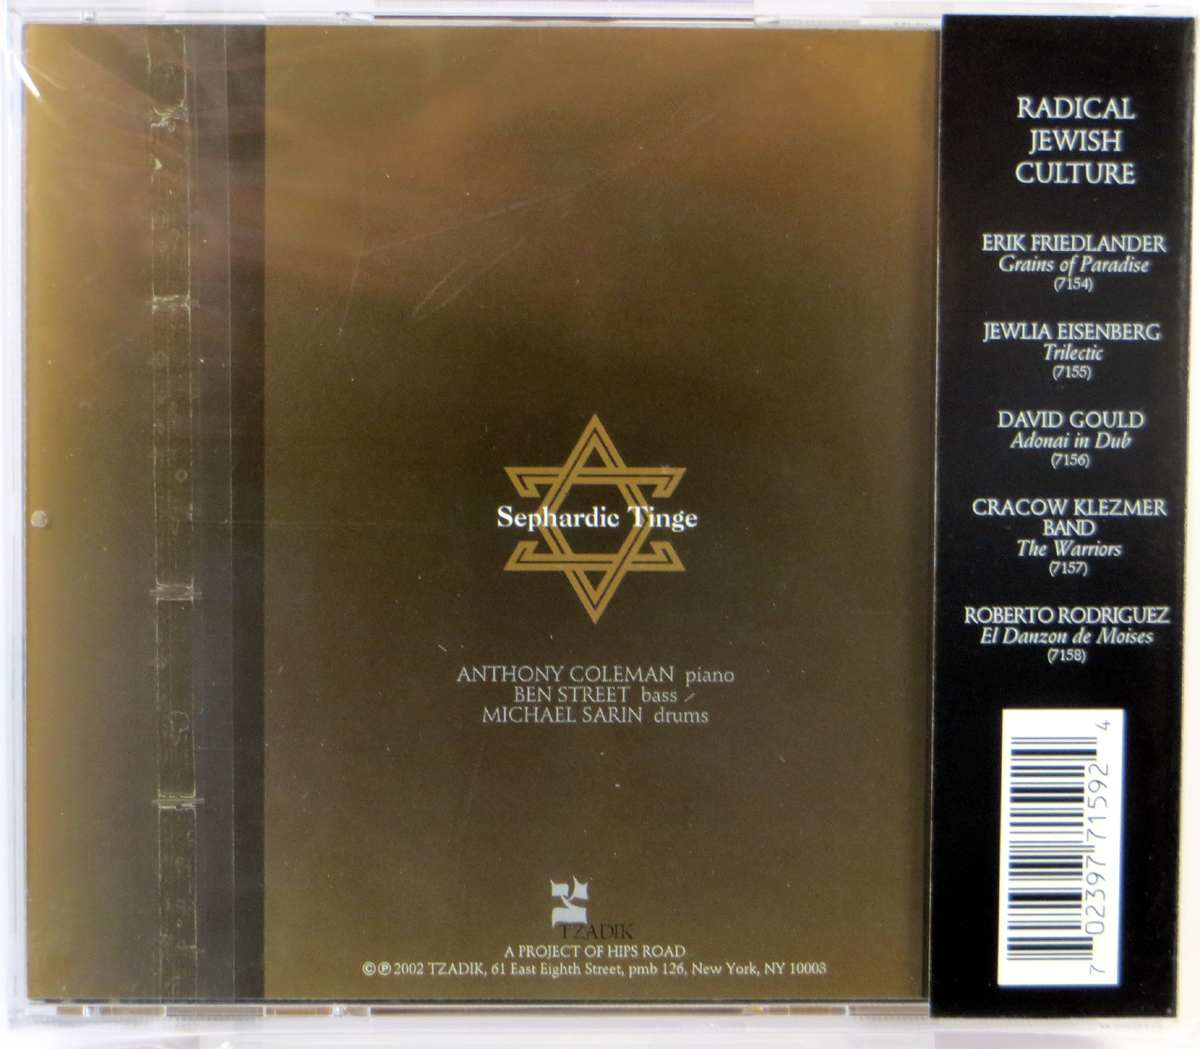 Sephardic Tinge
ANTHONY COLEMAN piano
BEN STREET bass
MICHAEL SARIN drums
צ
TZADIK
A PROJECT OF HIPS ROAD
©℗2002 TZADIK, 61 East Eighth Street, pmb 126, New York, NY 10003
RADICAL
JEWISH
CULTURE
ERIK FRIEDLANDER
Grains of Paradise
(7154)
JEWLIA EISENBERG
Trilectic
(7155)
DAVID GOULD
Adonai in Dub
(7156)
CRACOW KLEZMER
BAND
The Warriors
(7157)
ROBERTO RODRIGUEZ
El Danzon de Moises
(7158)
7 02397 71592 4